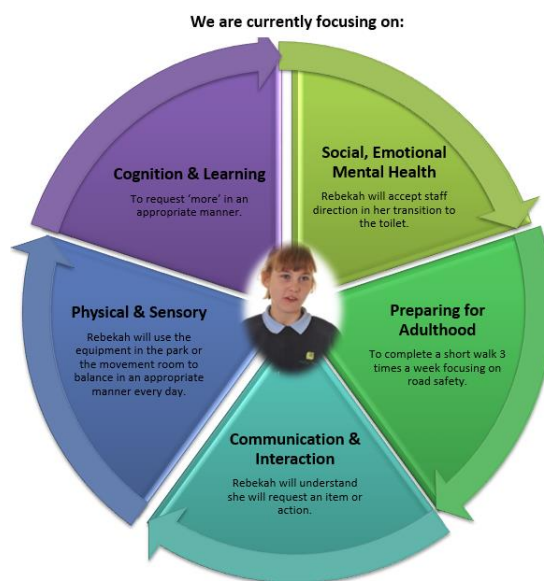 We are currently focusing on:
Cognition & Learning
To request 'more' in an
appropriate manner.
Social, Emotional
Mental Health
Rebekah will accept staff
direction in her transition to
the toilet.
Physical & Sensory
Rebekah will use the
equipment in the park or
the movement room to
balance in an appropriate
manner every day.
Preparing for
Adulthood
To complete a short walk 3
times a week focusing on
road safety.
Communication &
Interaction
Rebekah will understand
she will request an item or
action.